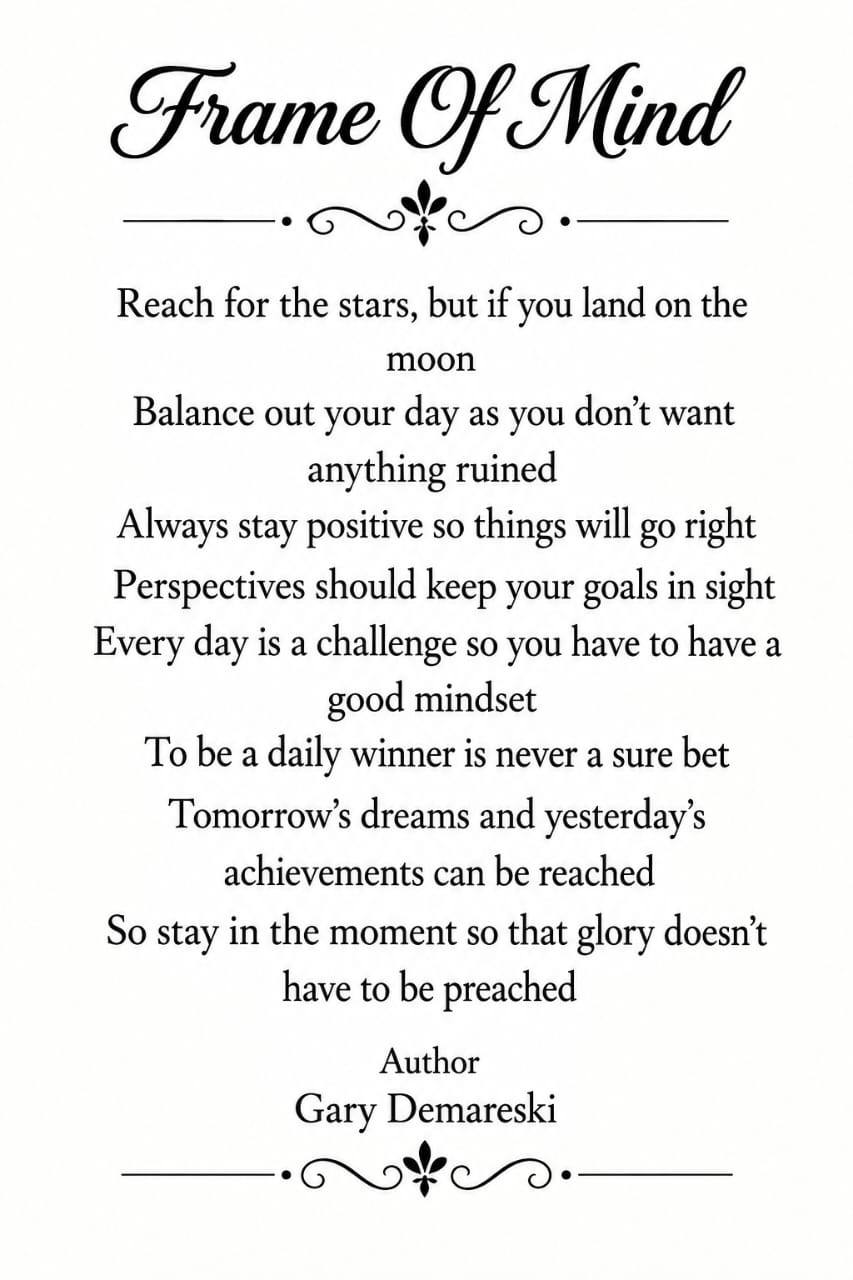 Frame Of Mind
Reach for the stars, but if you land on the
moon
Balance out your day as you don’t want
anything ruined
Always stay positive so things will go right
Perspectives should keep your goals in sight
Every day is a challenge so you have to have a
good mindset
To be a daily winner is never a sure bet
Tomorrow’s dreams and yesterday’s
achievements can be reached
So stay in the moment so that glory doesn’t
have to be preached
Author
Gary Demareski